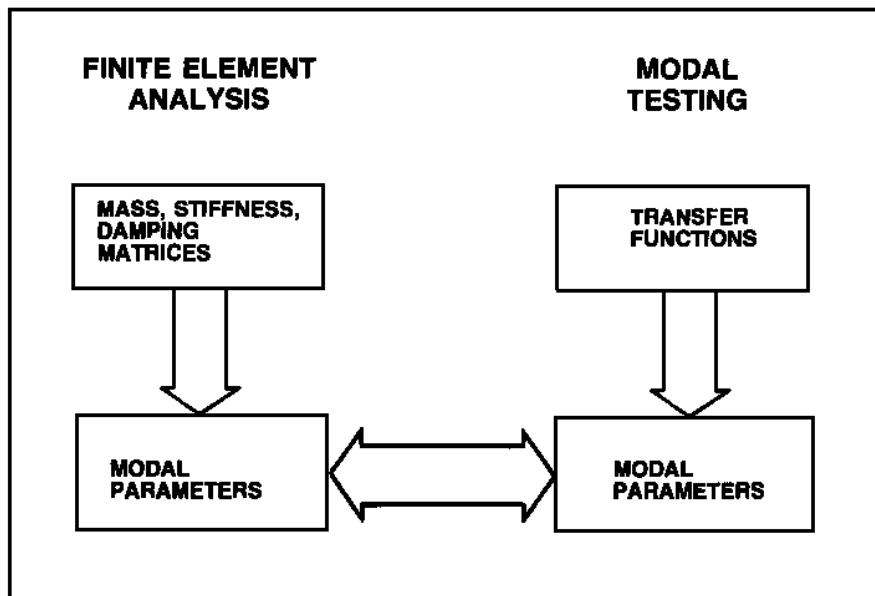 FINITE ELEMENT
ANALYSIS
MODAL
TESTING
MASS, STIFFNESS,
DAMPING
MATRICES
TRANSFER
FUNCTIONS
MODAL
PARAMETERS
MODAL
PARAMETERS